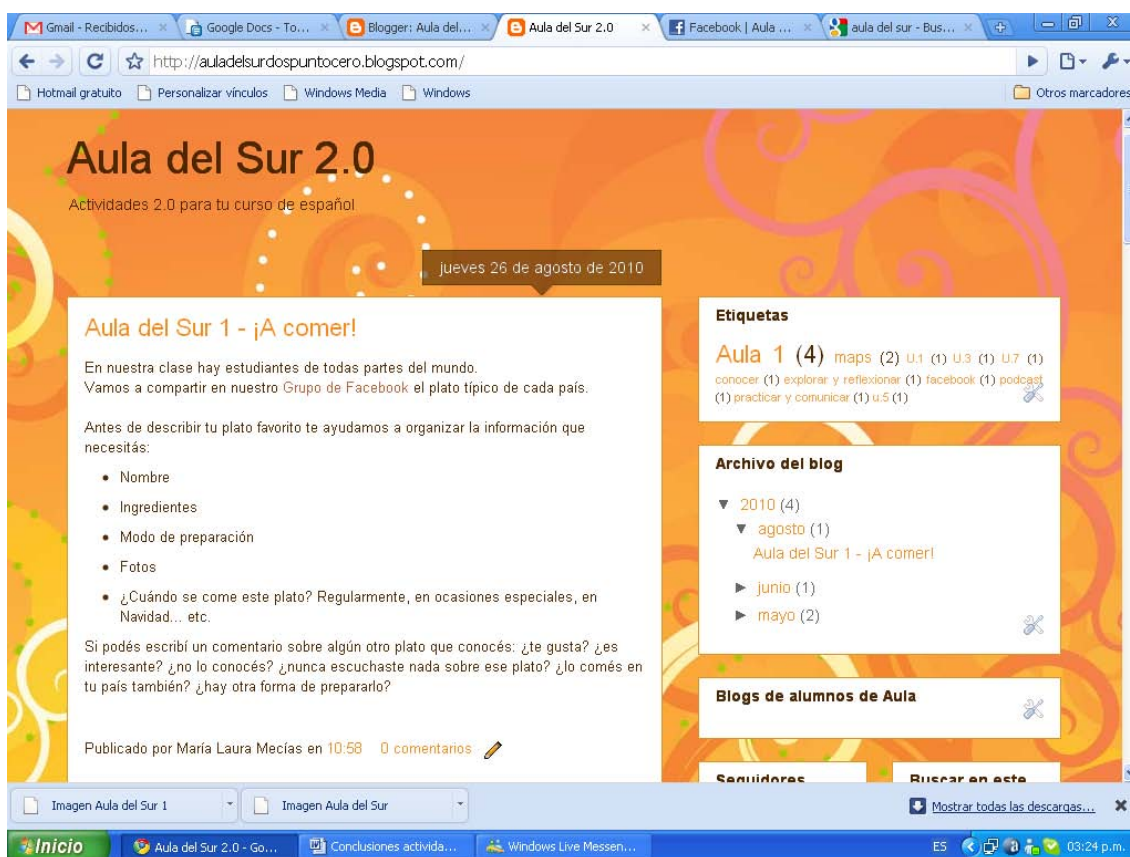 Gmail - Recibidos...
Google Docs - To...
Blogger: Aula del...
Aula del Sur 2.0
Facebook | Aula ...
aula del sur - Bus...
http://auladelsurdospuntocero.blogspot.com/
Hotmail gratuito Personalizar vínculos Windows Media Windows Otros marcadores
Aula del Sur 2.0
Actividades 2.0 para tu curso de español
jueves 26 de agosto de 2010
Aula del Sur 1 - ¡A comer!
En nuestra clase hay estudiantes de todas partes del mundo.
Vamos a compartir en nuestro Grupo de Facebook el plato típico de cada país.
Antes de describir tu plato favorito te ayudamos a organizar la información que
necesitás:
• Nombre
• Ingredientes
• Modo de preparación
• Fotos
• ¿Cuándo se come este plato? Regularmente, en ocasiones especiales, en
Navidad... etc.
Si podés escribí un comentario sobre algún otro plato que conocés: ¿te gusta? ¿es
interesante? ¿no lo conocés? ¿nunca escuchaste nada sobre ese plato? ¿lo comés en
tu país también? ¿hay otra forma de prepararlo?
Publicado por María Laura Mecías en 10:58 0 comentarios
Etiquetas
Aula 1 (4) maps (2) U.1 (1) U.3 (1) U.7 (1)
conocer (1) explorar y reflexionar (1) facebook (1) podcast
(1) practicar y comunicar (1) u.5 (1)
Archivo del blog
▼ 2010 (4)
▼ agosto (1)
Aula del Sur 1 - ¡A comer!
► junio (1)
► mayo (2)
Blogs de alumnos de Aula
Seguidores
Buscar en este
Imagen Aula del Sur 1
Imagen Aula del Sur
Mostrar todas las descargas...
Inicio
Aula del Sur 2.0 - Go...
Conclusiones activida...
Windows Live Messen...
ES
03:24 p.m.